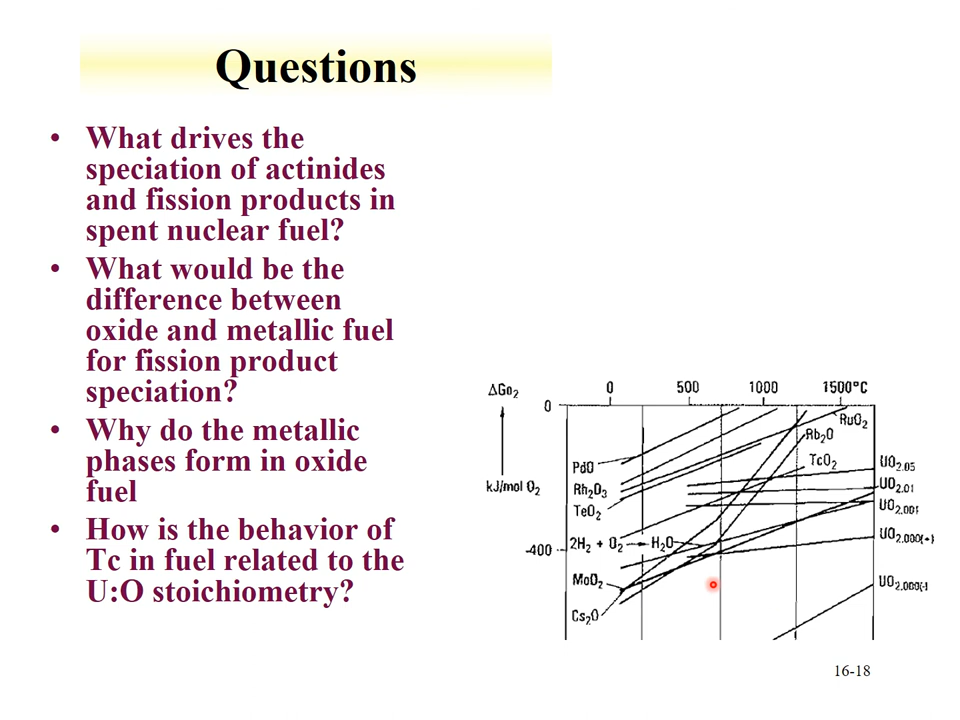 Questions
• What drives the
speciation of actinides
and fission products in
spent nuclear fuel?
• What would be the
difference between
oxide and metallic fuel
for fission product
speciation?
• Why do the metallic
phases form in oxide
fuel
• How is the behavior of
Tc in fuel related to the
U:O stoichiometry?
ΔGO₂
0 500 1000 1500°C
0
kJ/mol O₂
-400
PdO
Rh₂O₃
TeO₂
2H₂ + O₂ → H₂O
MoO₂
Cs₂O
RuO₂
Rb₂O
TcO₂
UO₂.₀₅
UO₂.₀₁
UO₂.₀₀₁
UO₂.₀₀₀(+)
UO₂.₀₀₀(-)
16-18